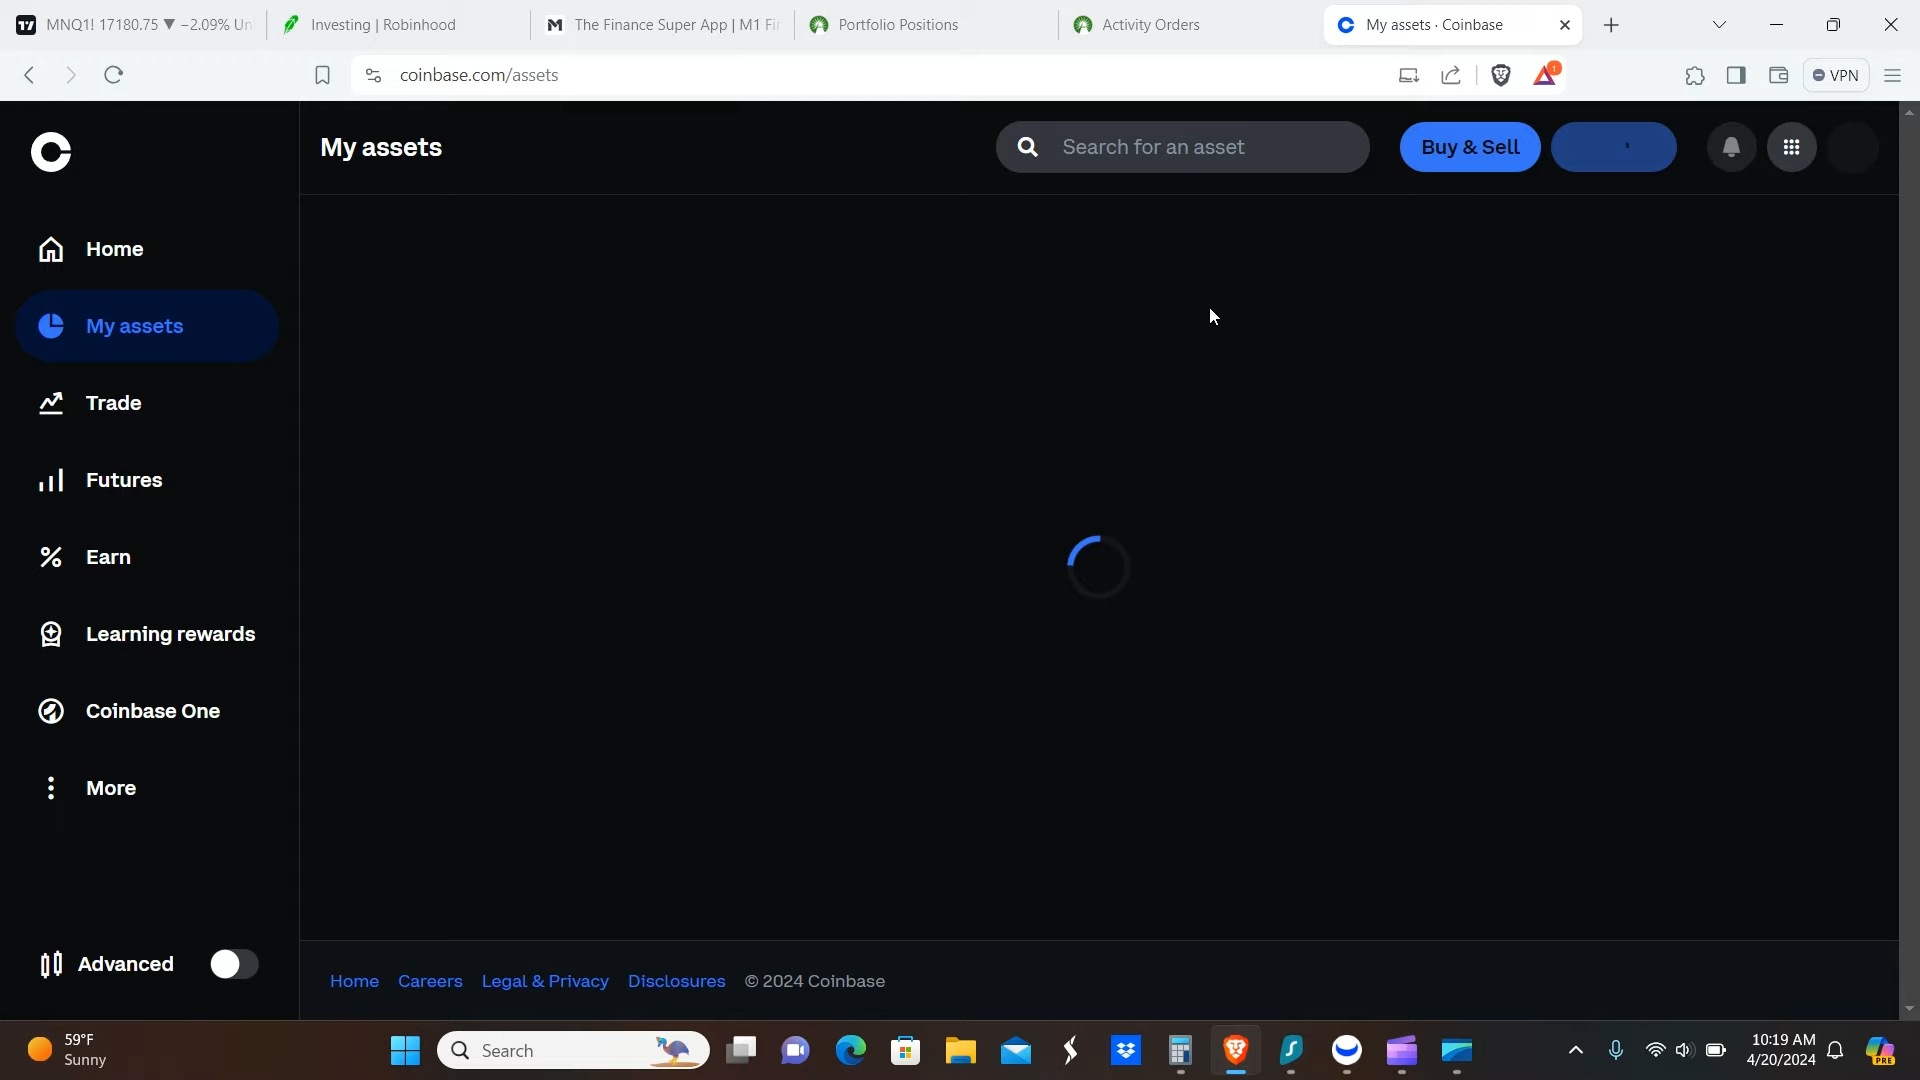 MNQ1! 17180.75 ▼ −2.09% Un
Investing | Robinhood
The Finance Super App | M1 Fi
Portfolio Positions
Activity Orders
My assets · Coinbase
coinbase.com/assets
1
VPN
My assets
Search for an asset
Buy & Sell
Home
My assets
Trade
Futures
Earn
Learning rewards
Coinbase One
More
Advanced
Home Careers Legal & Privacy Disclosures © 2024 Coinbase
59°F
Sunny
Search
10:19 AM
4/20/2024
PRE